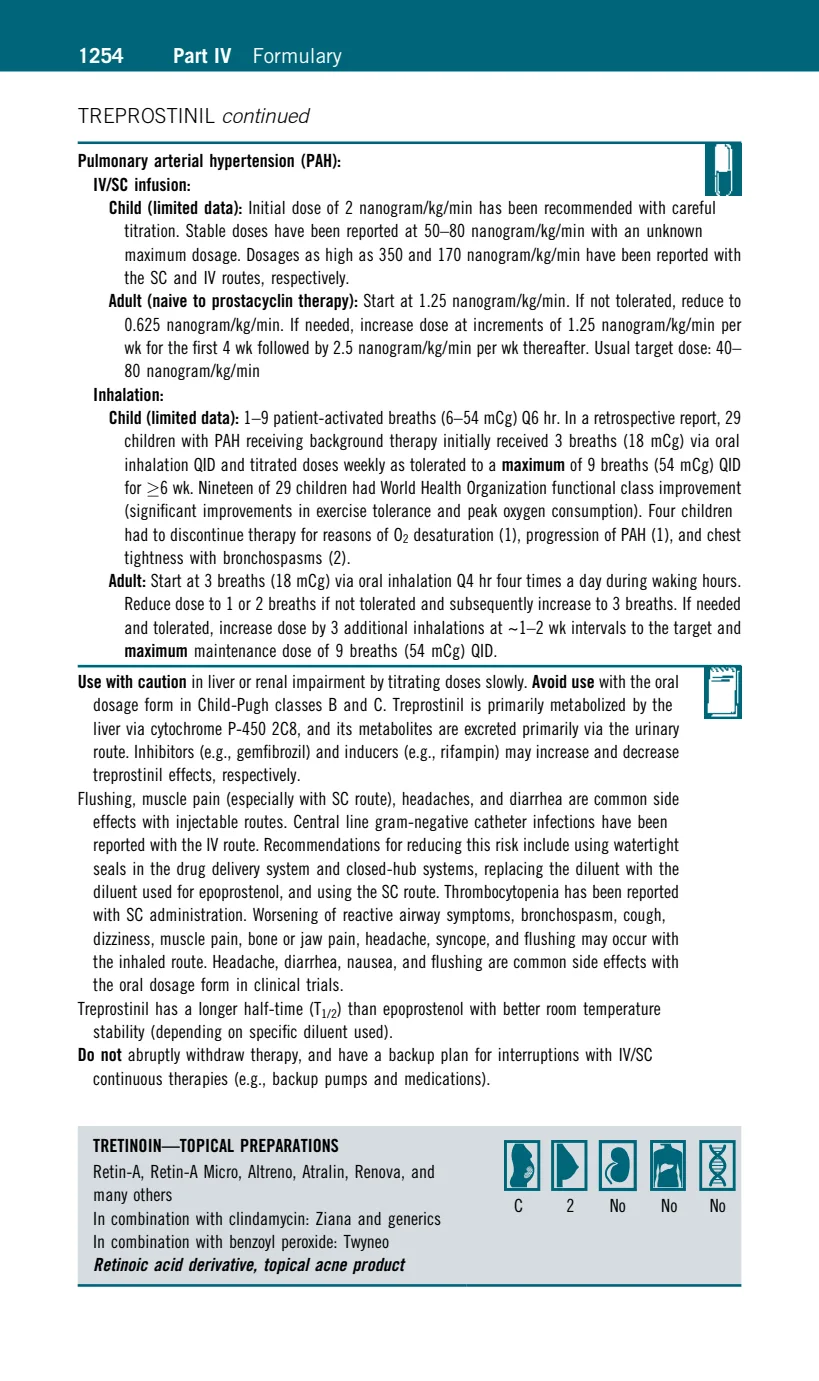 1254 Part IV Formulary
TREPROSTINIL continued
Pulmonary arterial hypertension (PAH):
IV/SC infusion:
Child (limited data): Initial dose of 2 nanogram/kg/min has been recommended with careful
titration. Stable doses have been reported at 50–80 nanogram/kg/min with an unknown
maximum dosage. Dosages as high as 350 and 170 nanogram/kg/min have been reported with
the SC and IV routes, respectively.
Adult (naive to prostacyclin therapy): Start at 1.25 nanogram/kg/min. If not tolerated, reduce to
0.625 nanogram/kg/min. If needed, increase dose at increments of 1.25 nanogram/kg/min per
wk for the first 4 wk followed by 2.5 nanogram/kg/min per wk thereafter. Usual target dose: 40–
80 nanogram/kg/min
Inhalation:
Child (limited data): 1–9 patient-activated breaths (6–54 mCg) Q6 hr. In a retrospective report, 29
children with PAH receiving background therapy initially received 3 breaths (18 mCg) via oral
inhalation QID and titrated doses weekly as tolerated to a maximum of 9 breaths (54 mCg) QID
for ≥6 wk. Nineteen of 29 children had World Health Organization functional class improvement
(significant improvements in exercise tolerance and peak oxygen consumption). Four children
had to discontinue therapy for reasons of O₂ desaturation (1), progression of PAH (1), and chest
tightness with bronchospasms (2).
Adult: Start at 3 breaths (18 mCg) via oral inhalation Q4 hr four times a day during waking hours.
Reduce dose to 1 or 2 breaths if not tolerated and subsequently increase to 3 breaths. If needed
and tolerated, increase dose by 3 additional inhalations at ~1–2 wk intervals to the target and
maximum maintenance dose of 9 breaths (54 mCg) QID.
Use with caution in liver or renal impairment by titrating doses slowly. Avoid use with the oral
dosage form in Child-Pugh classes B and C. Treprostinil is primarily metabolized by the
liver via cytochrome P-450 2C8, and its metabolites are excreted primarily via the urinary
route. Inhibitors (e.g., gemfibrozil) and inducers (e.g., rifampin) may increase and decrease
treprostinil effects, respectively.
Flushing, muscle pain (especially with SC route), headaches, and diarrhea are common side
effects with injectable routes. Central line gram-negative catheter infections have been
reported with the IV route. Recommendations for reducing this risk include using watertight
seals in the drug delivery system and closed-hub systems, replacing the diluent with the
diluent used for epoprostenol, and using the SC route. Thrombocytopenia has been reported
with SC administration. Worsening of reactive airway symptoms, bronchospasm, cough,
dizziness, muscle pain, bone or jaw pain, headache, syncope, and flushing may occur with
the inhaled route. Headache, diarrhea, nausea, and flushing are common side effects with
the oral dosage form in clinical trials.
Treprostinil has a longer half-time (T1/2) than epoprostenol with better room temperature
stability (depending on specific diluent used).
Do not abruptly withdraw therapy, and have a backup plan for interruptions with IV/SC
continuous therapies (e.g., backup pumps and medications).
TRETINOIN—TOPICAL PREPARATIONS
Retin-A, Retin-A Micro, Altreno, Atralin, Renova, and
many others
In combination with clindamycin: Ziana and generics
In combination with benzoyl peroxide: Twyneo
Retinoic acid derivative, topical acne product
C 2 No No No